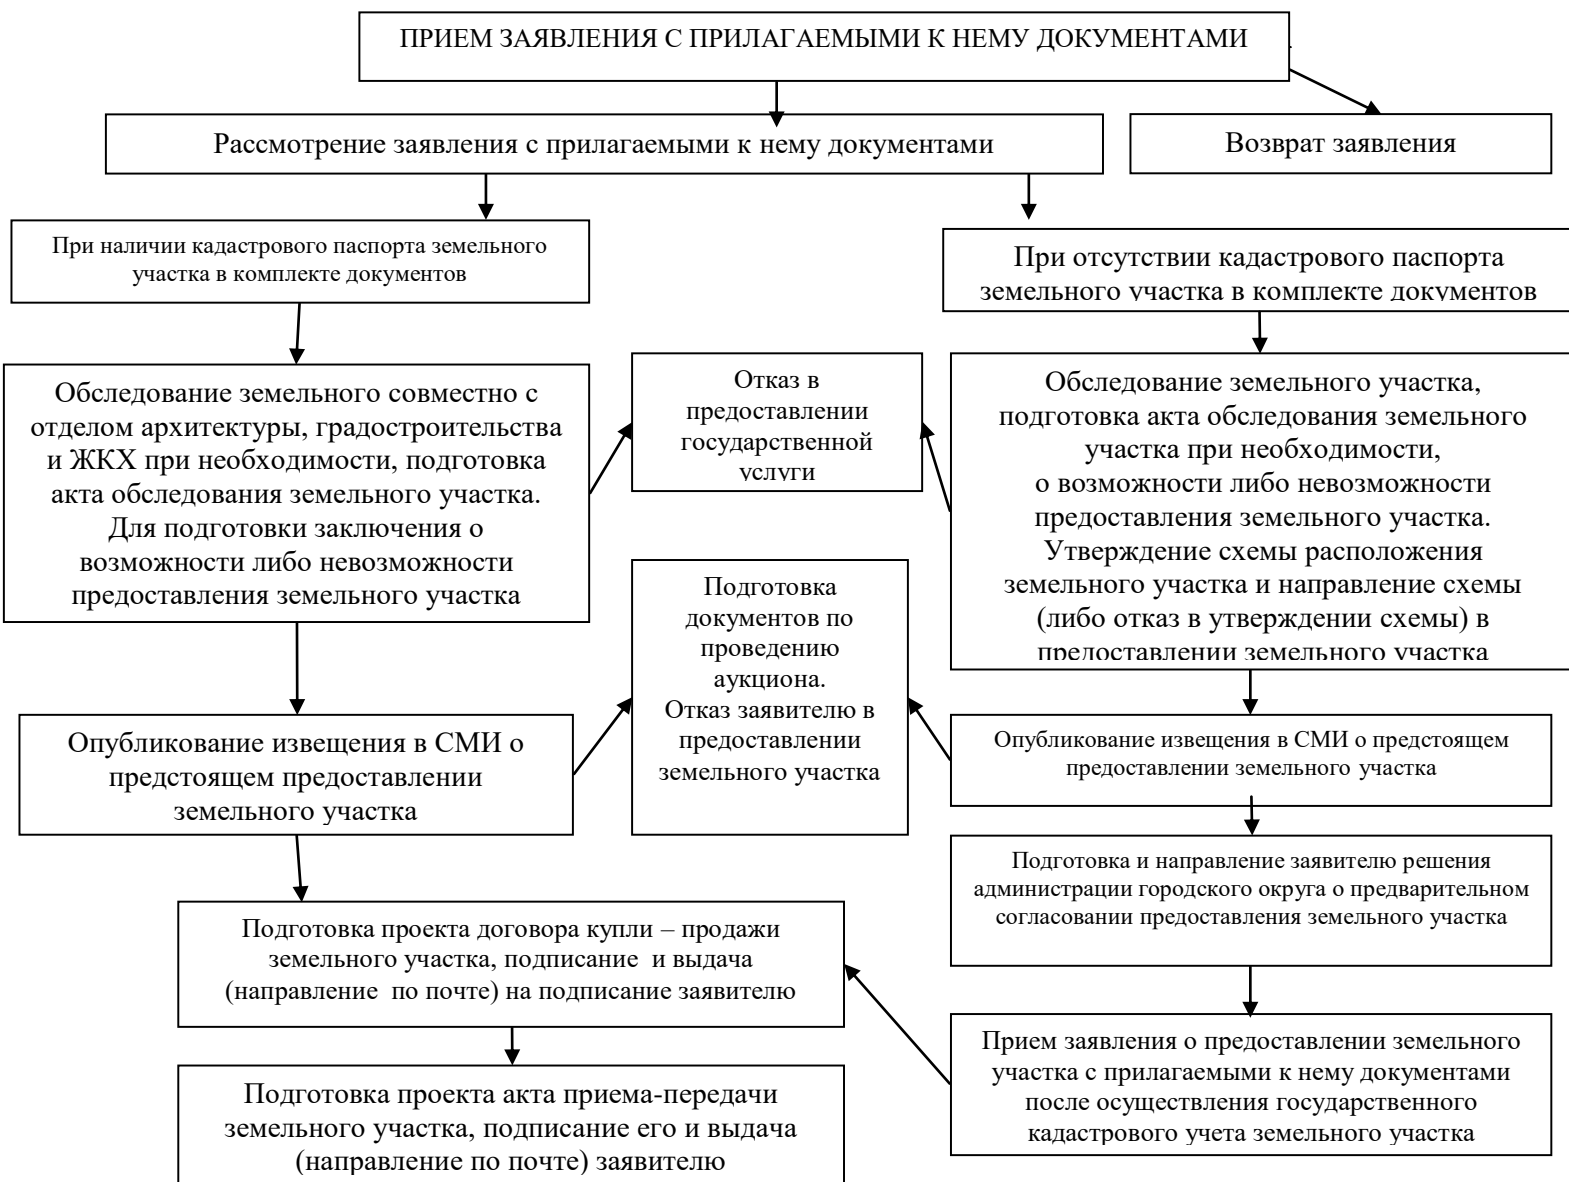 ПРИЕМ ЗАЯВЛЕНИЯ С ПРИЛАГАЕМЫМИ К НЕМУ ДОКУМЕНТАМИ
Рассмотрение заявления с прилагаемыми к нему документами
Возврат заявления
При наличии кадастрового паспорта земельного
участка в комплекте документов
При отсутствии кадастрового паспорта
земельного участка в комплекте документов
Обследование земельного совместно с
отделом архитектуры, градостроительства
и ЖКХ при необходимости, подготовка
акта обследования земельного участка.
Для подготовки заключения о
возможности либо невозможности
предоставления земельного участка
Отказ в
предоставлении
государственной
услуги
Обследование земельного участка,
подготовка акта обследования земельного
участка при необходимости,
о возможности либо невозможности
предоставления земельного участка.
Утверждение схемы расположения
земельного участка и направление схемы
(либо отказ в утверждении схемы) в
предоставлении земельного участка
Подготовка
документов по
проведению
аукциона.
Отказ заявителю в
предоставлении
земельного участка
Опубликование извещения в СМИ о
предстоящем предоставлении
земельного участка
Опубликование извещения в СМИ о предстоящем
предоставлении земельного участка
Подготовка и направление заявителю решения
администрации городского округа о предварительном
согласовании предоставления земельного участка
Подготовка проекта договора купли – продажи
земельного участка, подписание и выдача
(направление по почте) на подписание заявителю
Прием заявления о предоставлении земельного
участка с прилагаемыми к нему документами
после осуществления государственного
кадастрового учета земельного участка
Подготовка проекта акта приема-передачи
земельного участка, подписание его и выдача
(направление по почте) заявителю